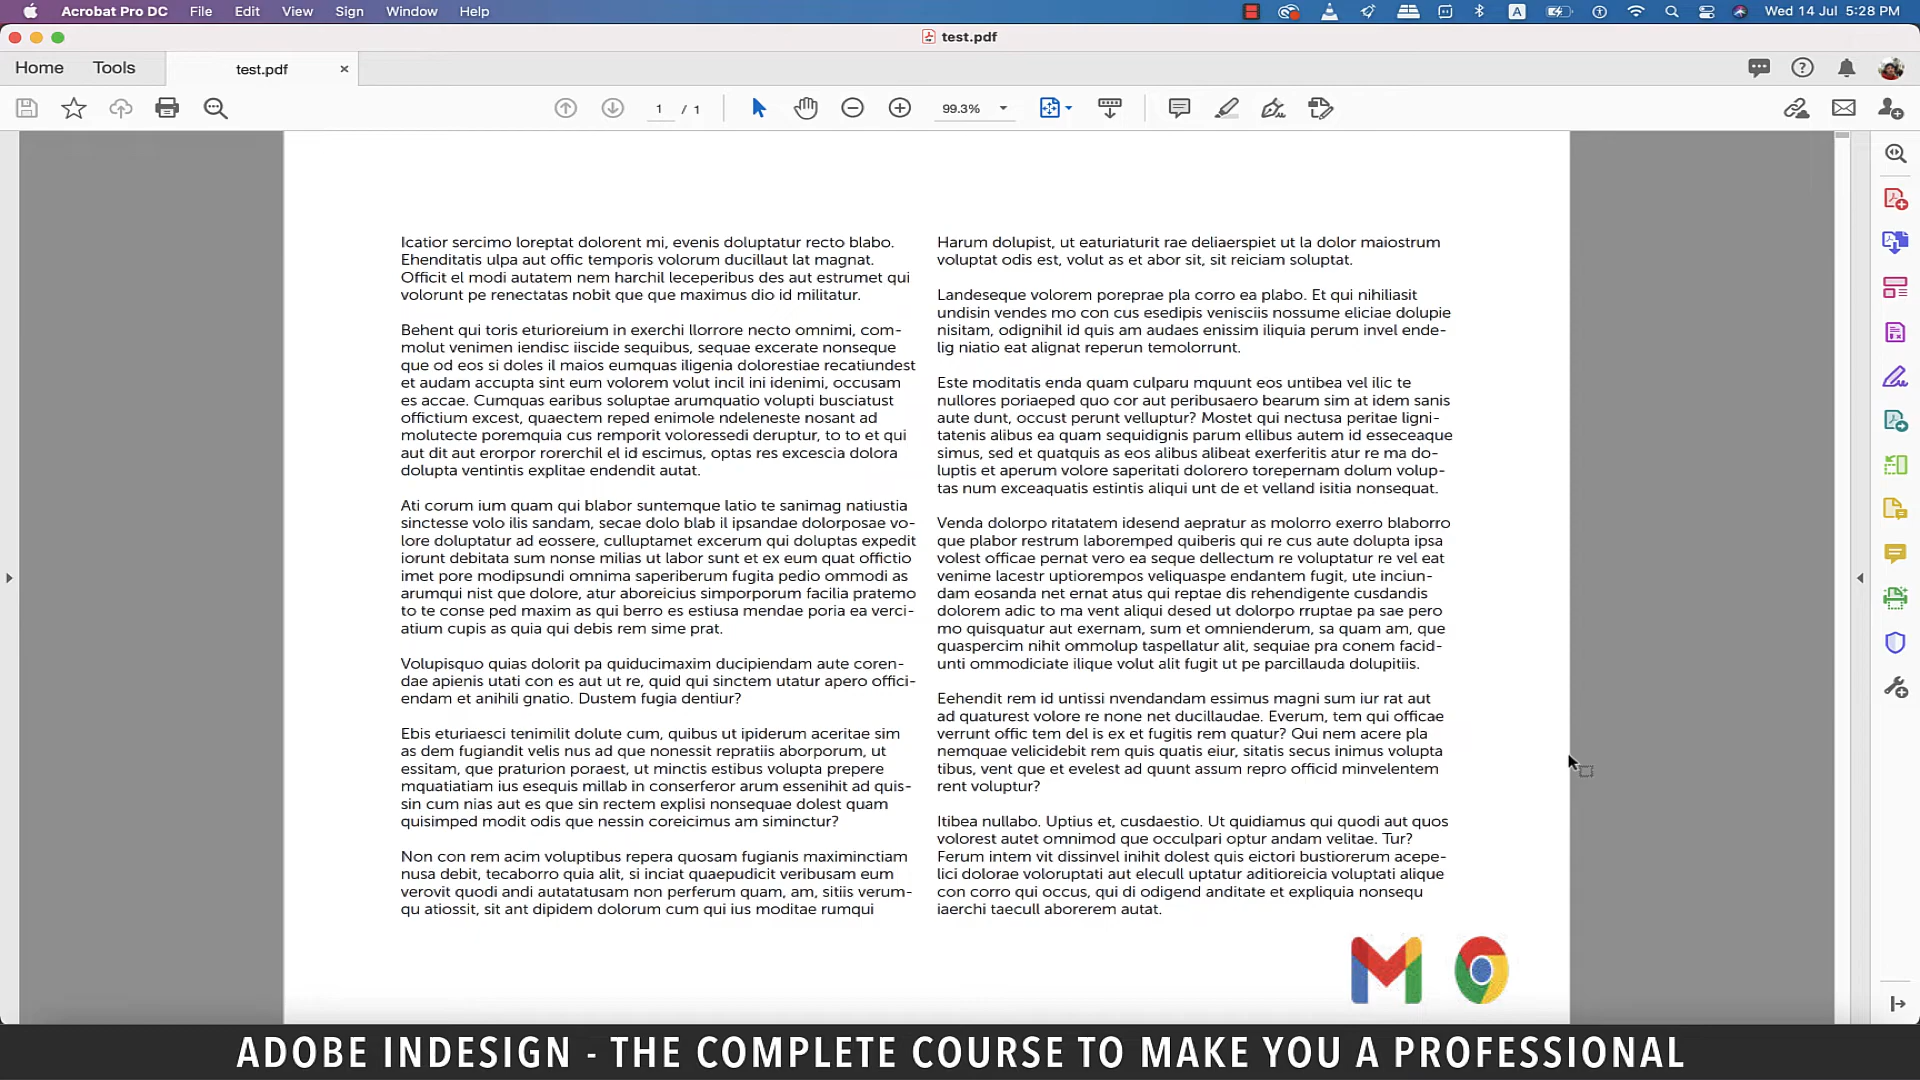 Acrobat Pro DC File Edit View Sign Window Help
A
Wed 14 Jul 5:28 PM
test.pdf
Home Tools test.pdf ×
1 / 1
99.3%
Icatior sercimo loreptat dolorent mi, evenis doluptatur recto blabo.
Ehenditatis ulpa aut offic temporis volorum ducillaut lat magnat.
Officit el modi autatem nem harchil leceperibus des aut estrumet qui
volorunt pe renectatas nobit que que maximus dio id militatur.
Behent qui toris eturioreium in exerchi llorrore necto omnimi, com-
molut venimen iendisc iiscide sequibus, sequae excerate nonseque
que od eos si doles il maios eumquas iligenia dolorestiae recatiundest
et audam accupta sint eum volorem volut incil ini idenimi, occusam
es accae. Cumquas earibus soluptae arumquatio volupti busciatust
offictium excest, quaectem reped enimole ndeleneste nosant ad
molutecte poremquia cus remporit voloressedi deruptur, to to et qui
aut dit aut erorpor rorerchil el id escimus, optas res excescia dolora
dolupta ventintis explitae endendit autat.
Ati corum ium quam qui blabor suntemque latio te sanimag natiustia
sinctesse volo ilis sandam, secae dolo blab il ipsandae dolorposae vo-
lore doluptatur ad eossere, culluptamet excerum qui doluptas expedit
iorunt debitata sum nonse milias ut labor sunt et ex eum quat offictio
imet pore modipsundi omnima saperiberum fugita pedio ommodi as
arumqui nist que dolore, atur aboreicius simporporum facilia pratemo
to te conse ped maxim as qui berro es estiusa mendae poria ea verci-
atium cupis as quia qui debis rem sime prat.
Volupisquo quias dolorit pa quiducimaxim ducipiendam aute coren-
dae apienis utati con es aut ut re, quid qui sinctem utatur apero offici-
endam et anihili gnatio. Dustem fugia dentiur?
Ebis eturiaesci tenimilit dolute cum, quibus ut ipiderum aceritae sim
as dem fugiandit velis nus ad que nonessit repratiis aborporum, ut
essitam, que praturion poraest, ut minctis estibus volupta prepere
mquatiatiam ius esequis millab in conserferor arum essenihit ad quis-
sin cum nias aut es que sin rectem explisi nonsequae dolest quam
quisimped modit odis que nessin coreicimus am siminctur?
Non con rem acim voluptibus repera quosam fugianis maximinctiam
nusa debit, tecaborro quia alit, si inciat quaepudicit veribusam eum
verovit quodi andi autatatusam non perferum quam, am, sitiis verum-
qu atiossit, sit ant dipidem dolorum cum qui ius moditae rumqui
Harum dolupist, ut eaturiaturit rae deliaerspiet ut la dolor maiostrum
voluptat odis est, volut as et abor sit, sit reiciam soluptat.
Landeseque volorem poreprae pla corro ea plabo. Et qui nihiliasit
undisin vendes mo con cus esedipis venisciis nossume eliciae dolupie
nisitam, odignihil id quis am audaes enissim iliquia perum invel ende-
lig niatio eat alignat reperun temolorrunt.
Este moditatis enda quam culparu mquunt eos untibea vel ilic te
nullores poriaeped quo cor aut peribusaero bearum sim at idem sanis
aute dunt, occust perunt velluptur? Mostet qui nectusa peritae ligni-
tatenis alibus ea quam sequidignis parum ellibus autem id esseceaque
simus, sed et quatquis as eos alibus alibeat exerferitis atur re ma do-
luptis et aperum volore saperitati dolorero torepernam dolum volup-
tas num exceaquatis estintis aliqui unt de et velland isitia nonsequat.
Venda dolorpo ritatatem idesend aepratur as molorro exerro blaborro
que plabor restrum laboremped quiberis qui re cus aute dolupta ipsa
volest officae pernat vero ea seque dellectum re voluptatur re vel eat
venime lacestr uptiorempos veliquaspe endantem fugit, ute inciun-
dam eosanda net ernat atus qui reptae dis rehendigente cusdandis
dolorem adic to ma vent aliqui desed ut dolorpo rruptae pa sae pero
mo quisquatur aut exernam, sum et omnienderum, sa quam am, que
quaspercim nihit ommolup taspellatur alit, sequiae pra conem facid-
unti ommodiciate ilique volut alit fugit ut pe parcillauda dolupitiis.
Eehendit rem id untissi nvendandam essimus magni sum iur rat aut
ad quaturest volore re none net ducillaudae. Everum, tem qui officae
verrunt offic tem del is ex et fugitis rem quatur? Qui nem acere pla
nemquae velicidebit rem quis quatis eiur, sitatis secus inimus volupta
tibus, vent que et evelest ad quunt assum repro officid minvelentem
rent voluptur?
Itibea nullabo. Uptius et, cusdaestio. Ut quidiamus qui quodi aut quos
volorest autet omnimod que occulpari optur andam velitae. Tur?
Ferum intem vit dissinvel inihit dolest quis eictori bustiorerum acepe-
lici dolorae voloruptati aut elecull uptatur aditioreicia voluptati alique
con corro qui occus, qui di odigend anditate et expliquia nonsequ
iaerchi taecull aborerem autat.
ADOBE INDESIGN - THE COMPLETE COURSE TO MAKE YOU A PROFESSIONAL